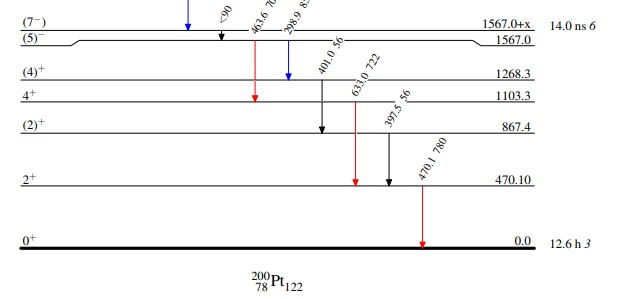 (7⁻) <90 1567.0+x 14.0 ns 6
(5)⁻ 463.6 298.9 1567.0
(4)⁺ 401.0 56 1268.3
4⁺ 633.0 722 1103.3
(2)⁺ 397.5 56 867.4
2⁺ 470.1 780 470.10
0⁺ 0.0 12.6 h 3
²⁰⁰₇₈Pt₁₂₂